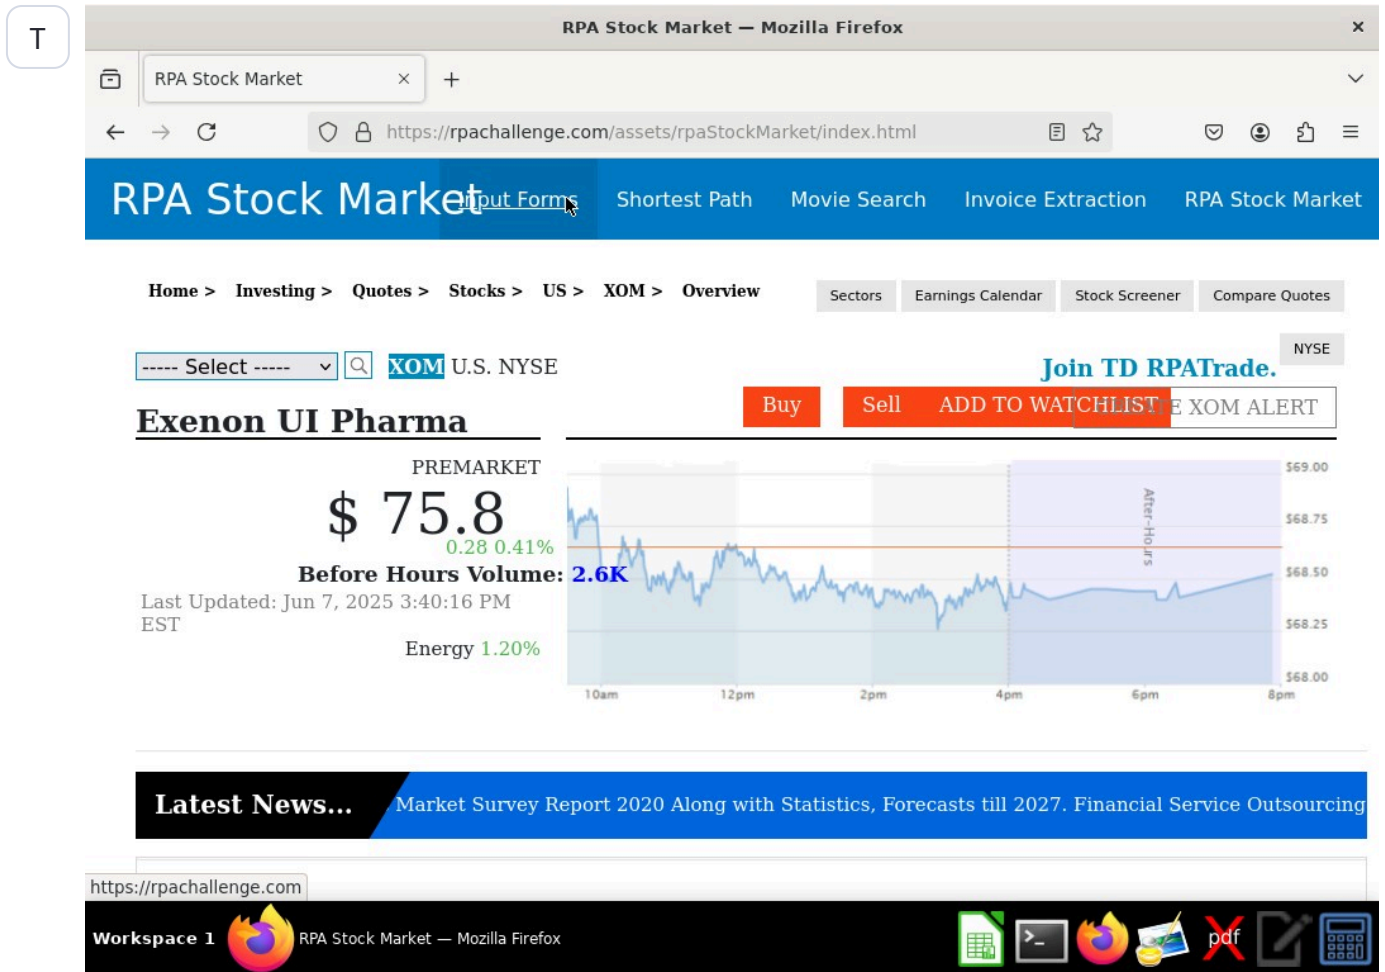 T
RPA Stock Market — Mozilla Firefox
RPA Stock Market
https://rpachallenge.com/assets/rpaStockMarket/index.html
RPA Stock Market Input Forms Shortest Path Movie Search Invoice Extraction RPA Stock Market
Home > Investing > Quotes > Stocks > US > XOM > Overview
Sectors Earnings Calendar Stock Screener Compare Quotes
NYSE
----- Select ----- XOM U.S. NYSE
Join TD RPATrade.
Buy Sell ADD TO WATCHLIST CREATE XOM ALERT
Exenon UI Pharma
PREMARKET
$ 75.8
0.28 0.41%
Before Hours Volume: 2.6K
Last Updated: Jun 7, 2025 3:40:16 PM
EST
Energy 1.20%
$69.00
$68.75
$68.50
$68.25
$68.00
After-Hours
10am 12pm 2pm 4pm 6pm 8pm
Latest News... Market Survey Report 2020 Along with Statistics, Forecasts till 2027. Financial Service Outsourcing
https://rpachallenge.com
Workspace 1 RPA Stock Market — Mozilla Firefox
pdf